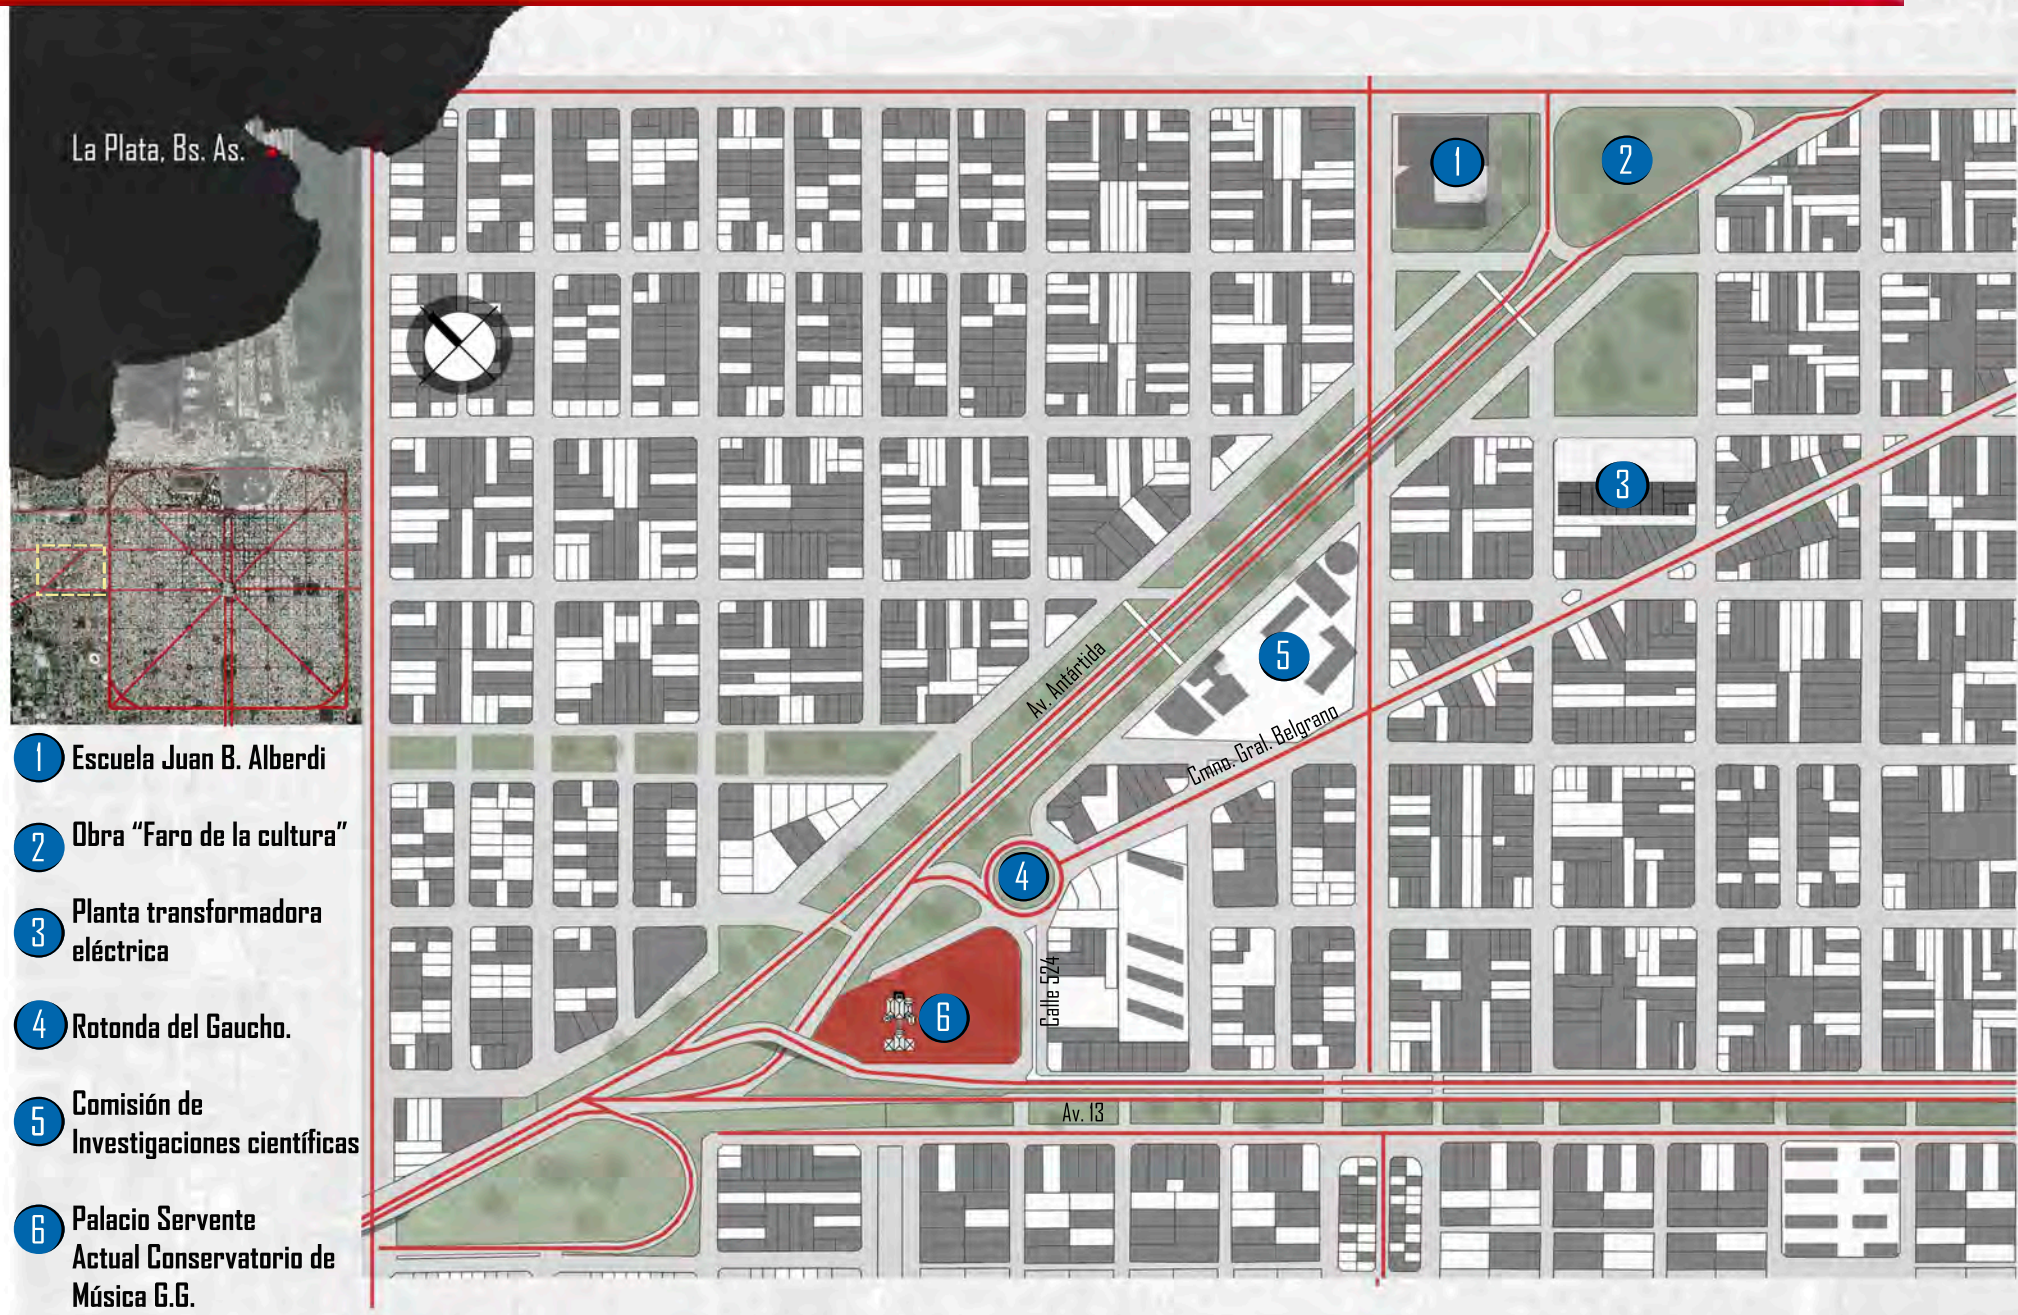 La Plata, Bs. As.
1
2
3
5
Av. Antártida
Cmno. Gral. Belgrano
4
6
Calle 524
Av. 13
1 Escuela Juan B. Alberdi
2 Obra “Faro de la cultura”
3 Planta transformadora
eléctrica
4 Rotonda del Gaucho.
5 Comisión de
Investigaciones científicas
6 Palacio Servente
Actual Conservatorio de
Música G.G.